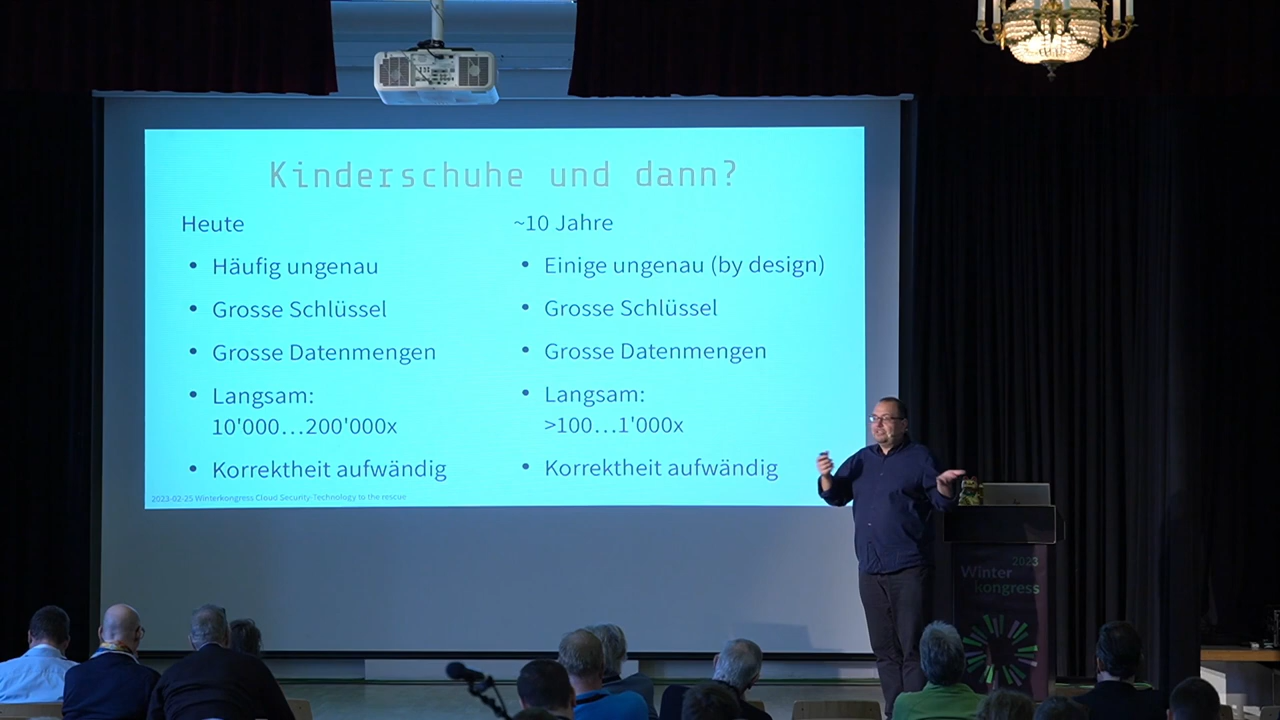 Kinderschuhe und dann?
Heute
• Häufig ungenau
• Grosse Schlüssel
• Grosse Datenmengen
• Langsam:
10'000...200'000x
• Korrektheit aufwändig
~10 Jahre
• Einige ungenau (by design)
• Grosse Schlüssel
• Grosse Datenmengen
• Langsam:
>100...1'000x
• Korrektheit aufwändig
2023-02-25 Winterkongress Cloud Security-Technology to the rescue
2023
Winter
kongress